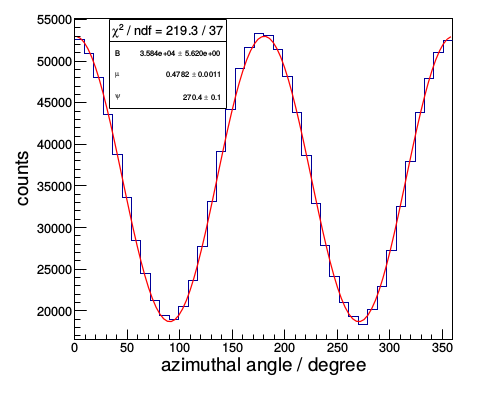 55000
50000
45000
40000
35000
30000
25000
20000
counts
χ² / ndf = 219.3 / 37
B 3.584e+04 ± 5.620e+00
μ 0.4782 ± 0.0011
ψ 270.4 ± 0.1
0 50 100 150 200 250 300 350
azimuthal angle / degree